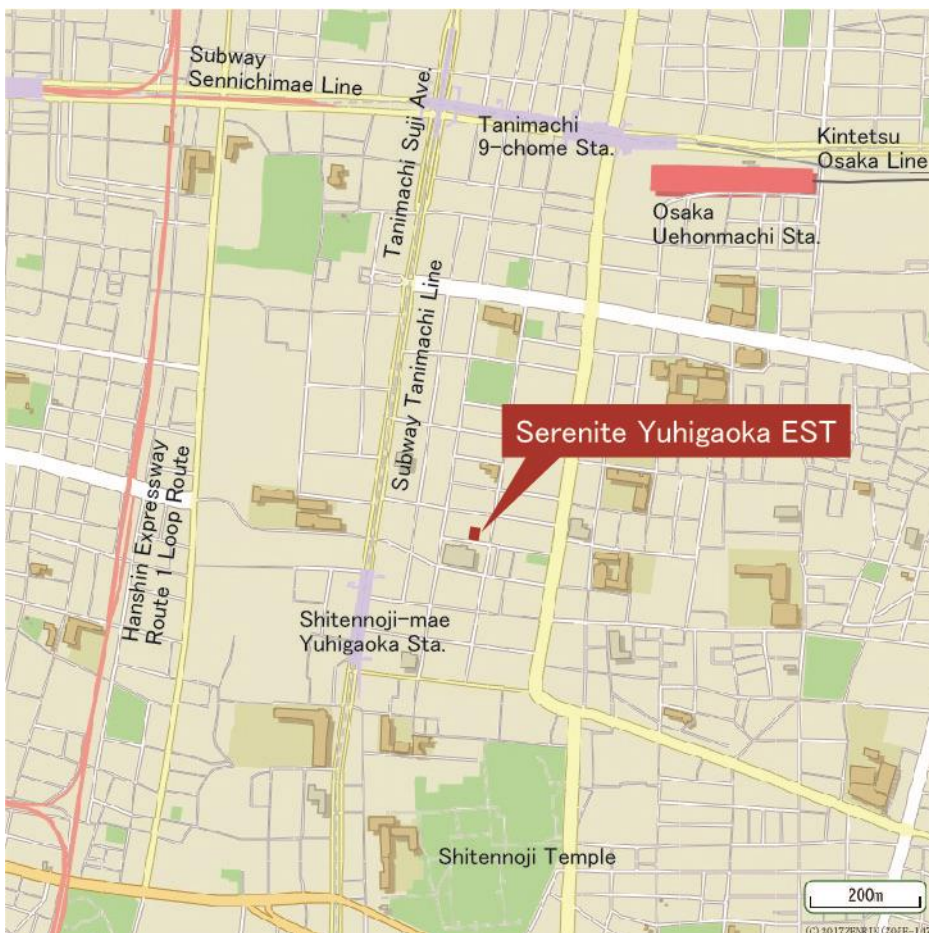 Subway
Sennichimae Line
Tanimachi Suji Ave.
Tanimachi
9-chome Sta.
Kintetsu
Osaka Line
Osaka
Uehonmachi Sta.
Subway Tanimachi Line
Serenite Yuhigaoka EST
Hanshin Expressway
Route 1 Loop Route
Shitennoji-mae
Yuhigaoka Sta.
Shitennoji Temple
200m